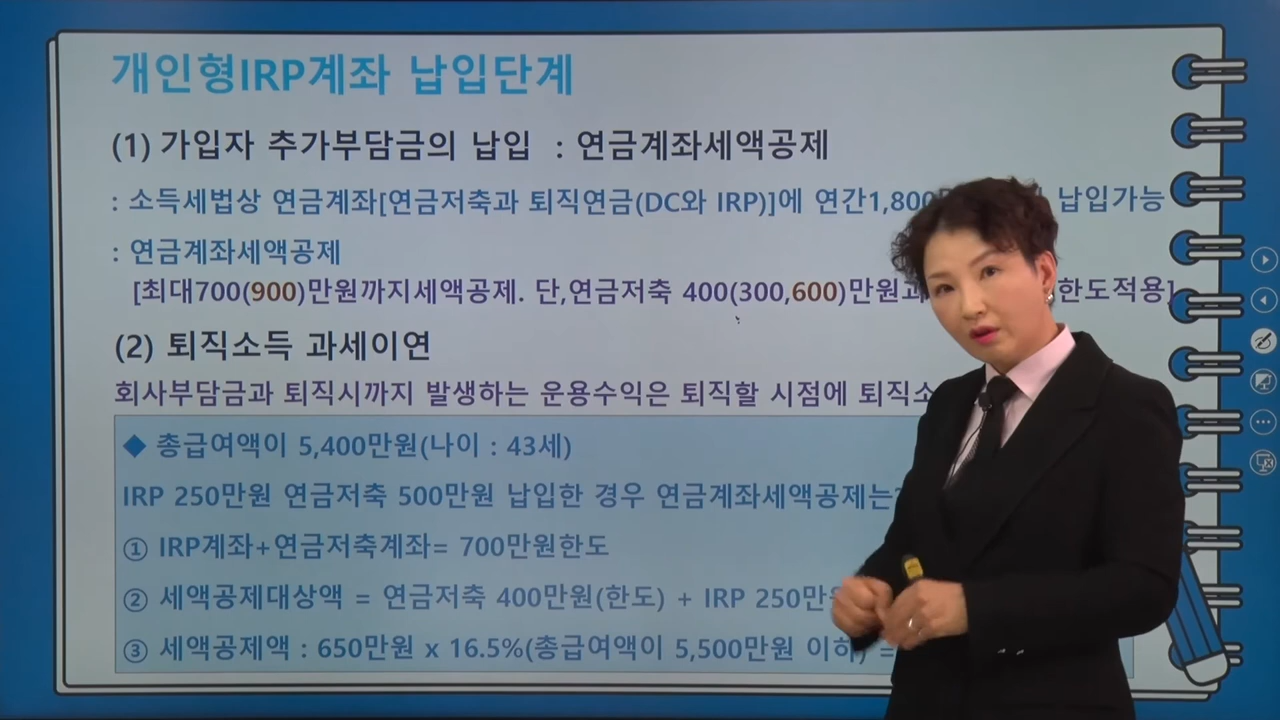 개인형IRP계좌 납입단계
(1) 가입자 추가부담금의 납입 : 연금계좌세액공제
: 소득세법상 연금계좌[연금저축과 퇴직연금(DC와 IRP)]에 연간1,800 납입가능
: 연금계좌세액공제
[최대700(900)만원까지세액공제. 단,연금저축 400(300,600)만원 한도적용]
(2) 퇴직소득 과세이연
회사부담금과 퇴직시까지 발생하는 운용수익은 퇴직할 시점에
◆ 총급여액이 5,400만원(나이 : 43세)
IRP 250만원 연금저축 500만원 납입한 경우 연금계좌세액공제는?
① IRP계좌+연금저축계좌= 700만원한도
② 세액공제대상액 = 연금저축 400만원(한도) + IRP 250만
③ 세액공제액 : 650만원 x 16.5%(총급여액이 5,500만원 이하) =